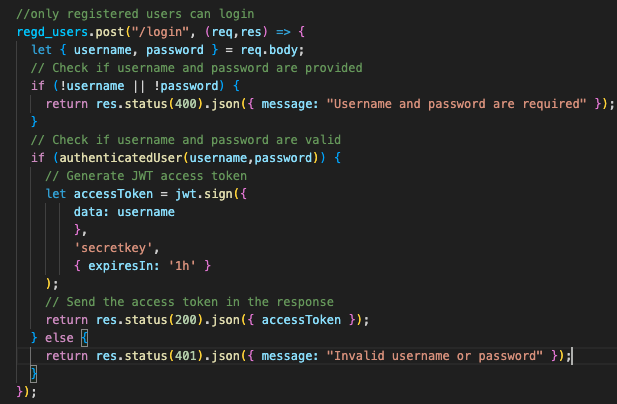 //only registered users can login
regd_users.post("/login", (req,res) => {
let { username, password } = req.body;
// Check if username and password are provided
if (!username || !password) {
return res.status(400).json({ message: "Username and password are required" });
}
// Check if username and password are valid
if (authenticatedUser(username,password)) {
// Generate JWT access token
let accessToken = jwt.sign({
data: username
},
'secretkey',
{ expiresIn: '1h' }
);
// Send the access token in the response
return res.status(200).json({ accessToken });
} else {
return res.status(401).json({ message: "Invalid username or password" });
}
});